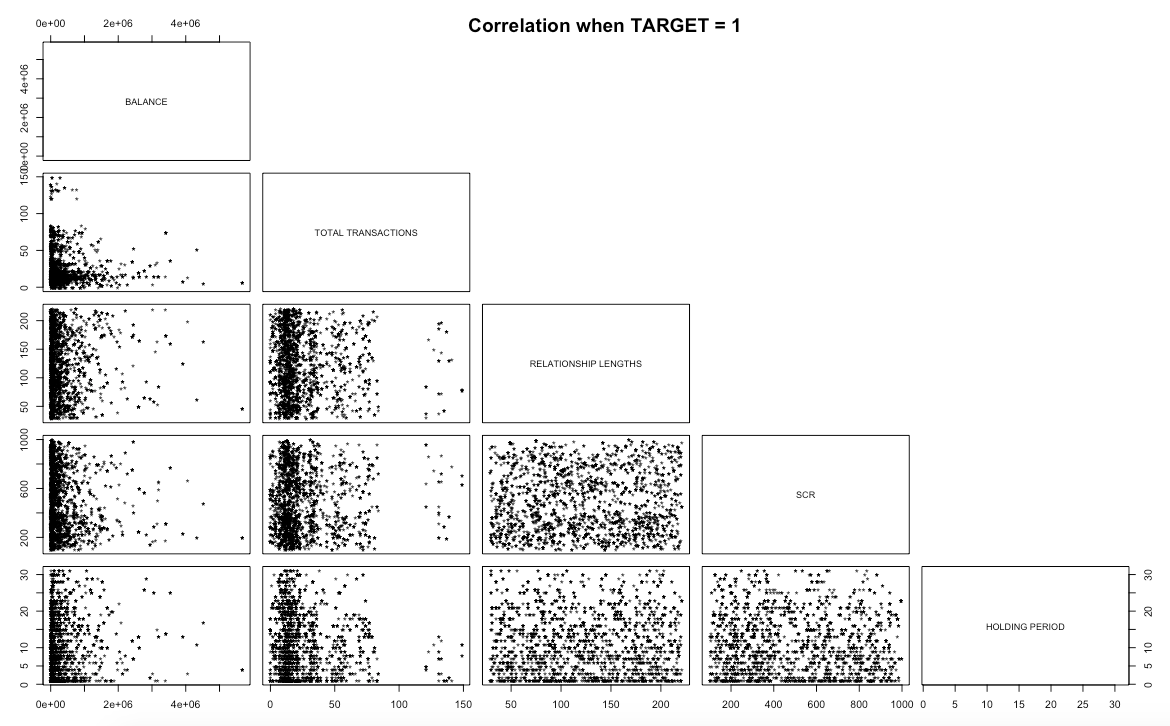 Correlation when TARGET = 1
0e+00 2e+06 4e+06
0e+00 2e+06 4e+06
BALANCE
0 50 100 150
TOTAL TRANSACTIONS
50 100 150 200
RELATIONSHIP LENGTHS
200 600 1000
SCR
0 5 10 20 30
HOLDING PERIOD
0 5 10 20 30
0e+00 2e+06 4e+06
0 50 100 150
50 100 150 200
200 400 600 800 1000
0 5 10 15 20 25 30